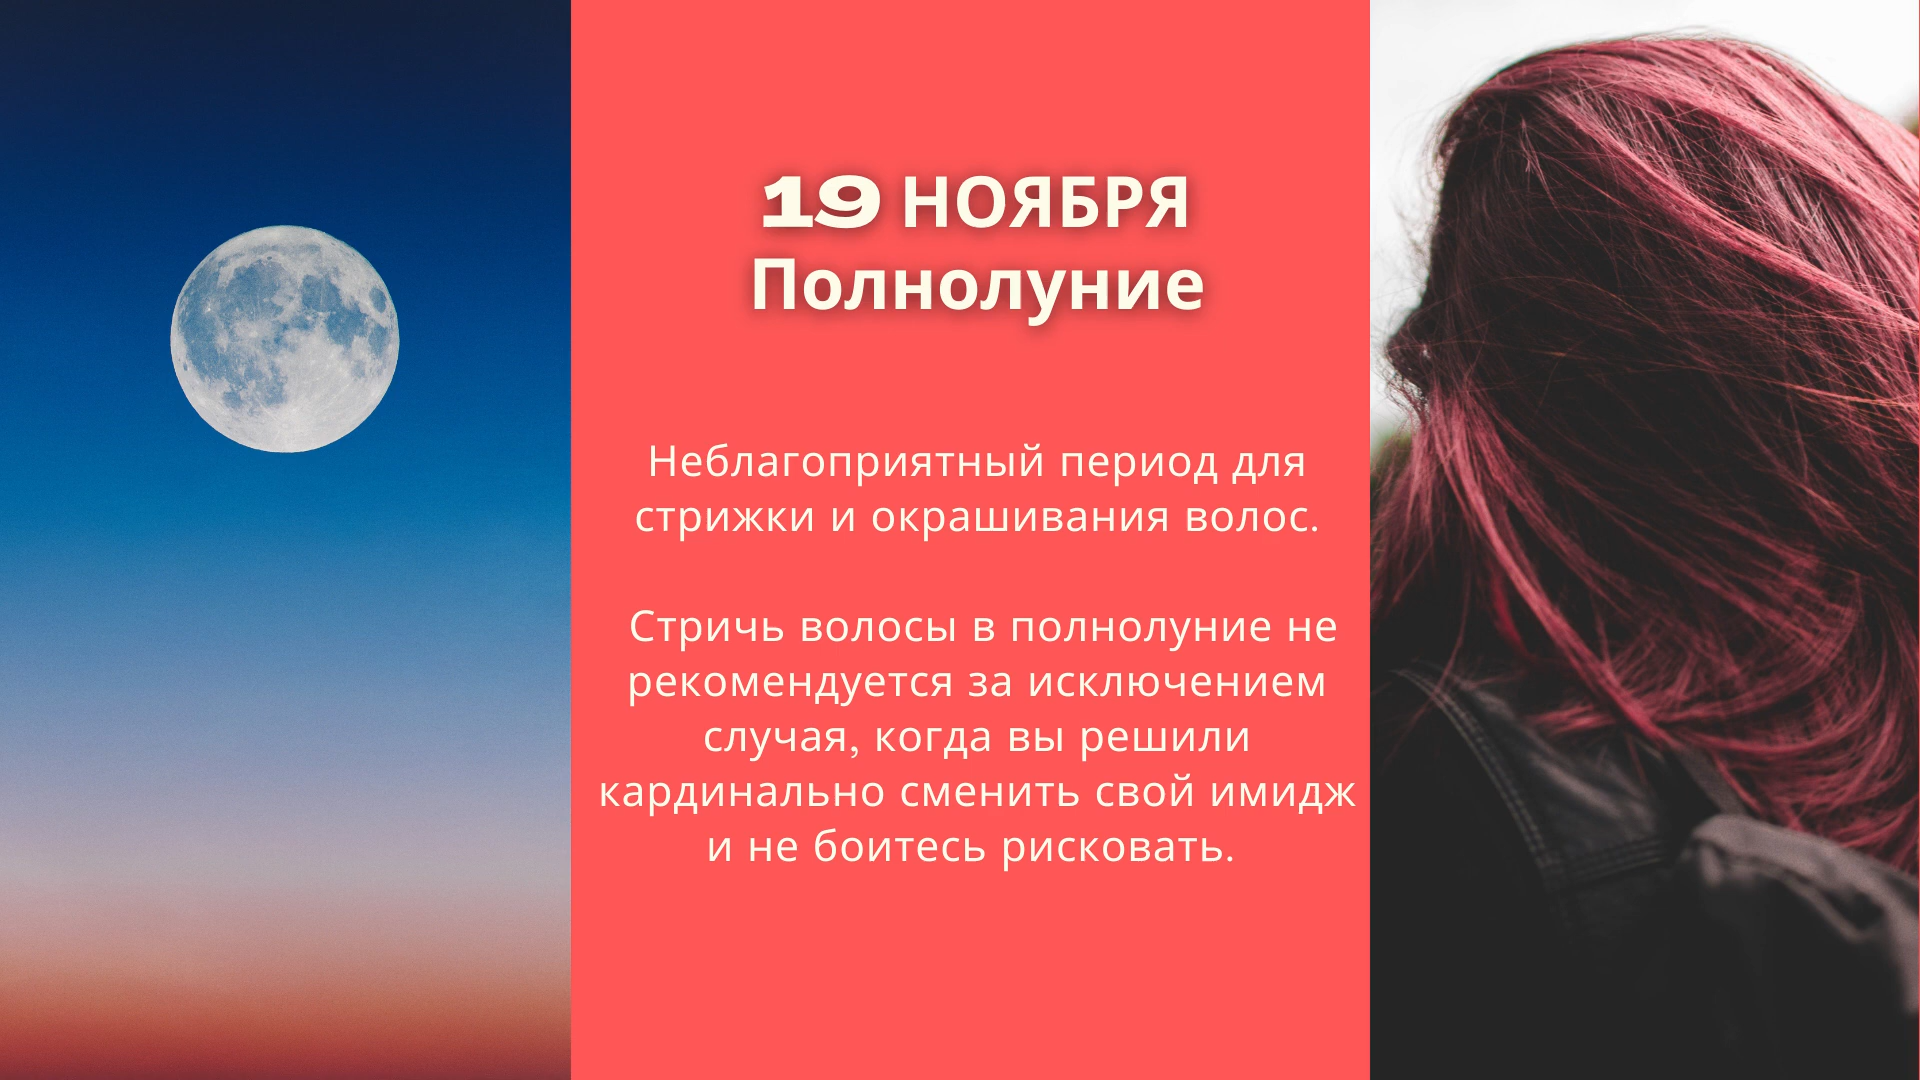 19 НОЯБРЯ
Полнолуние
Неблагоприятный период для
стрижки и окрашивания волос.
Стричь волосы в полнолуние не
рекомендуется за исключением
случая, когда вы решили
кардинально сменить свой имидж
и не боитесь рисковать.